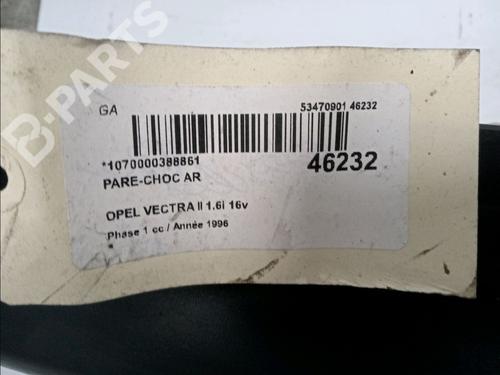 B-PARTS
GA
53470901 46232
*1070000388861
46232
PARE-CHOC AR
OPEL VECTRA II 1.6i 16v
Phase 1 cc / Année 1996